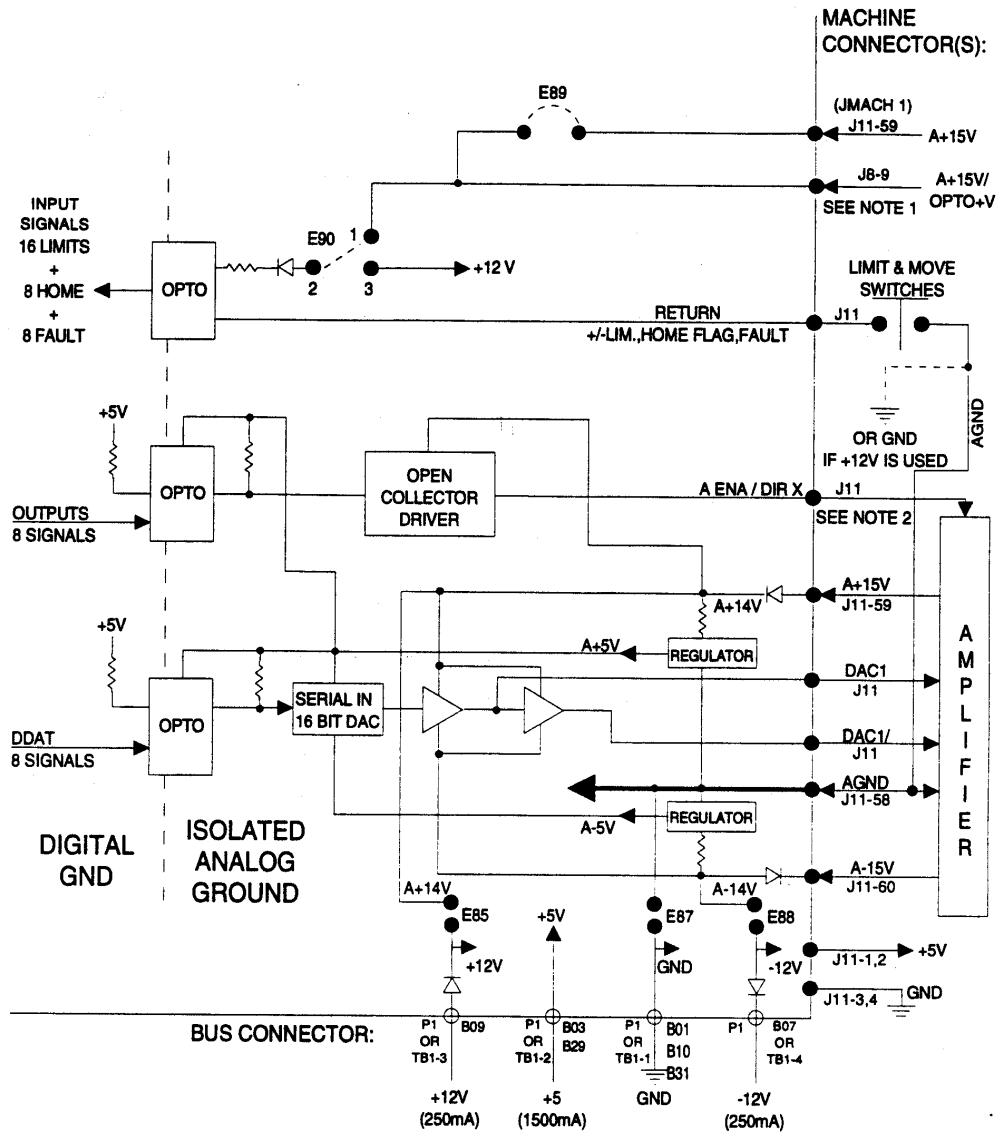 MACHINE
CONNECTOR(S):
E89
(JMACH 1)
J11-59
A+15V
J8-9
A+15V/
OPTO+V
SEE NOTE 1
INPUT
SIGNALS
16 LIMITS
+
8 HOME
+
8 FAULT
OPTO
E90
1
2
3
+12 V
LIMIT & MOVE
SWITCHES
RETURN
J11
+/-LIM.,HOME FLAG,FAULT
AGND
OR GND
IF +12V IS USED
+5V
OPTO
OPEN
COLLECTOR
DRIVER
A ENA / DIR X
J11
SEE NOTE 2
OUTPUTS
8 SIGNALS
A+14V
A+15V
J11-59
AMPLIFIER
+5V
A+5V
REGULATOR
OPTO
SERIAL IN
16 BIT DAC
DAC1
J11
DDAT
8 SIGNALS
DAC1/
J11
AGND
J11-58
A-5V
REGULATOR
DIGITAL
GND
ISOLATED
ANALOG
GROUND
A+14V
A-14V
A-15V
J11-60
E85
+12V
+5V
E87
GND
E88
-12V
J11-1,2
+5V
J11-3,4
GND
BUS CONNECTOR:
P1
OR
TB1-3
B09
P1
OR
TB1-2
B03
B29
P1
OR
TB1-1
B01
B10
B31
P1
B07
OR
TB1-4
+12V
(250mA)
+5
(1500mA)
GND
-12V
(250mA)